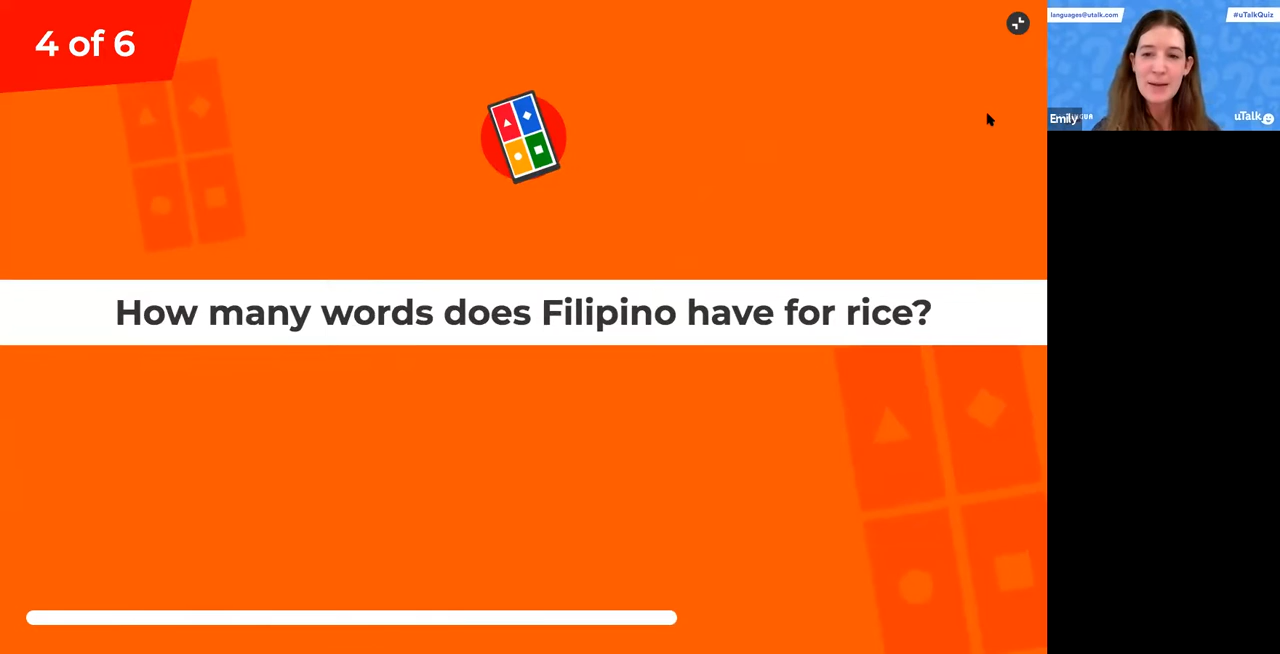 4 of 6
languages@utalk.com
#uTalkQuiz
Emily
uTalk
How many words does Filipino have for rice?